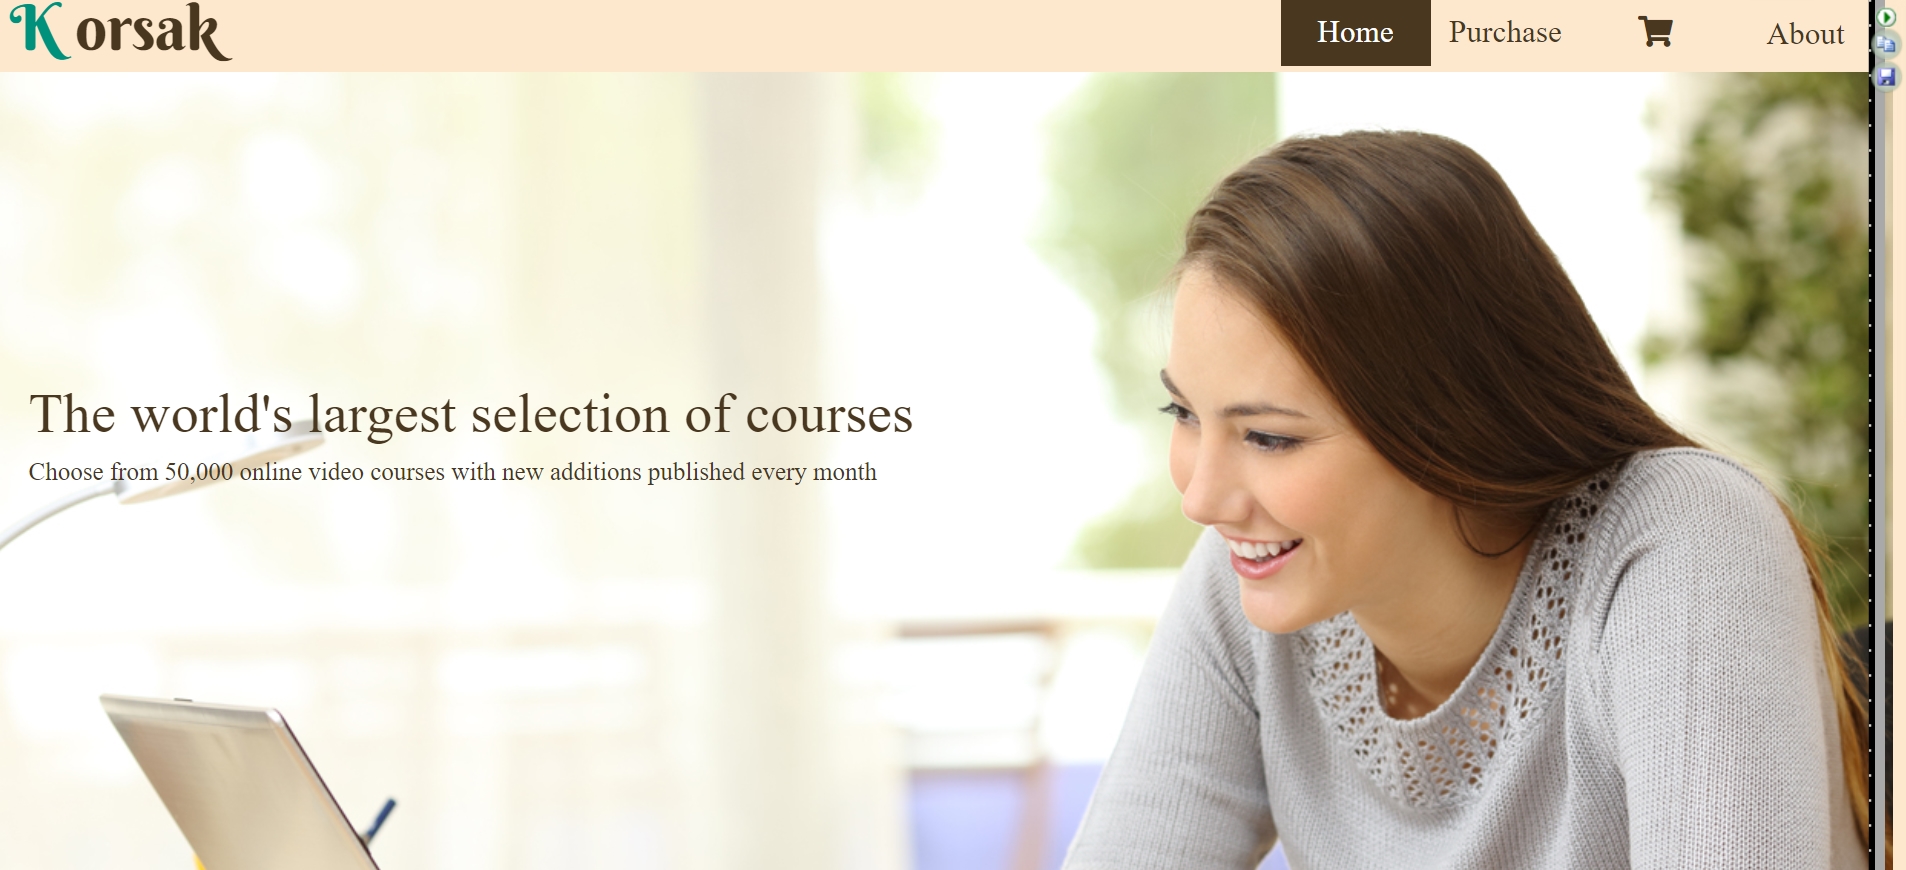 Korsak
Home Purchase About
The world's largest selection of courses
Choose from 50,000 online video courses with new additions published every month